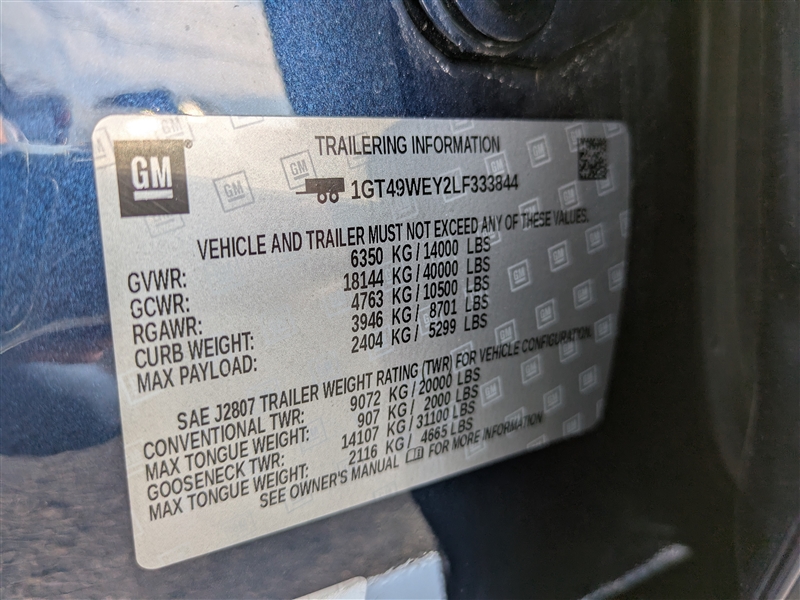 TRAILERING INFORMATION
GM
1GT49WEY2LF333844
VEHICLE AND TRAILER MUST NOT EXCEED ANY OF THESE VALUES.
GVWR: 6350 KG / 14000 LBS
GCWR: 18144 KG / 40000 LBS
RGAWR: 4763 KG / 10500 LBS
CURB WEIGHT: 3946 KG / 8701 LBS
MAX PAYLOAD: 2404 KG / 5299 LBS
SAE J2807 TRAILER WEIGHT RATING (TWR) FOR VEHICLE CONFIGURATION.
CONVENTIONAL TWR: 9072 KG / 20000 LBS
MAX TONGUE WEIGHT: 907 KG / 2000 LBS
GOOSENECK TWR: 14107 KG / 31100 LBS
MAX TONGUE WEIGHT: 2116 KG / 4665 LBS
SEE OWNER'S MANUAL FOR MORE INFORMATION